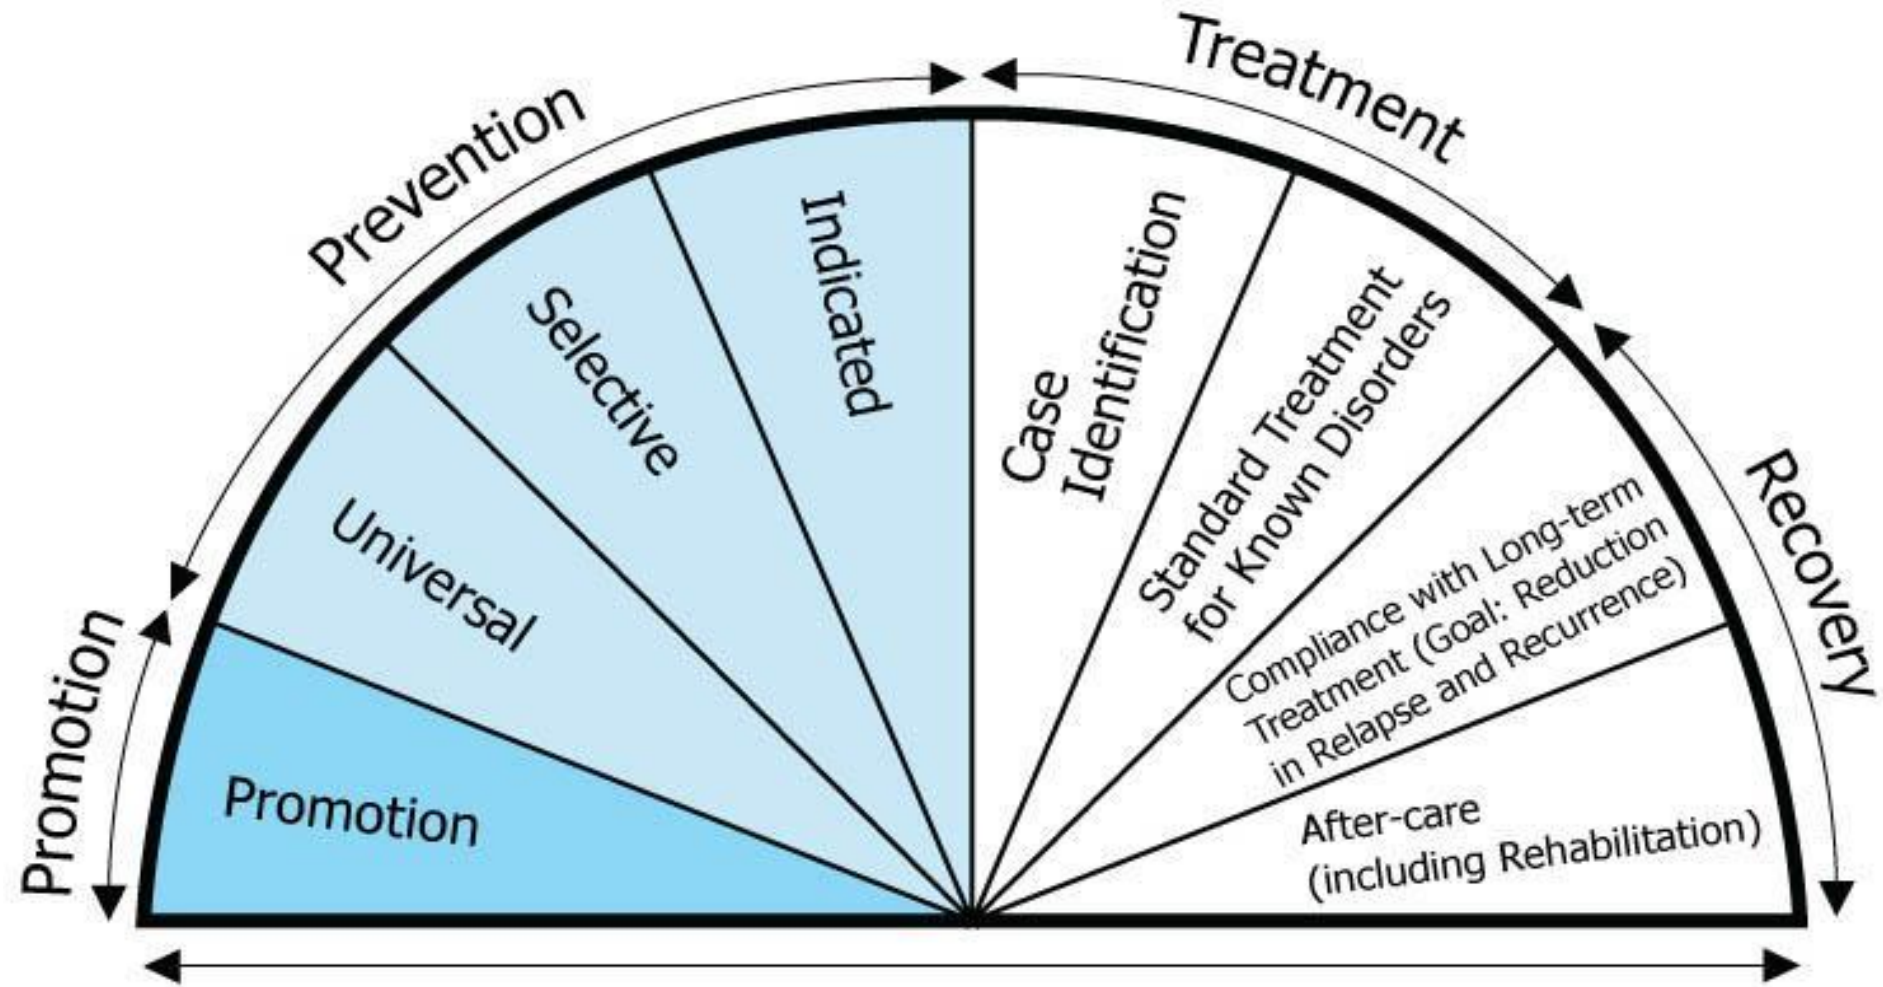 Promotion
Prevention
Treatment
Recovery
Promotion
Universal
Selective
Indicated
Case
Identification
Standard Treatment
for Known Disorders
Compliance with Long-term
Treatment (Goal: Reduction
in Relapse and Recurrence)
After-care
(including Rehabilitation)